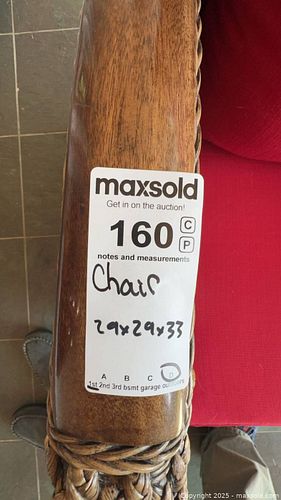 maxsold
Get in on the auction!
160 C
P
notes and measurements
Chair
29x29x33
A B C D
1st 2nd 3rd bsmt garage outdoors
Copyright © 2025 - maxsold.com